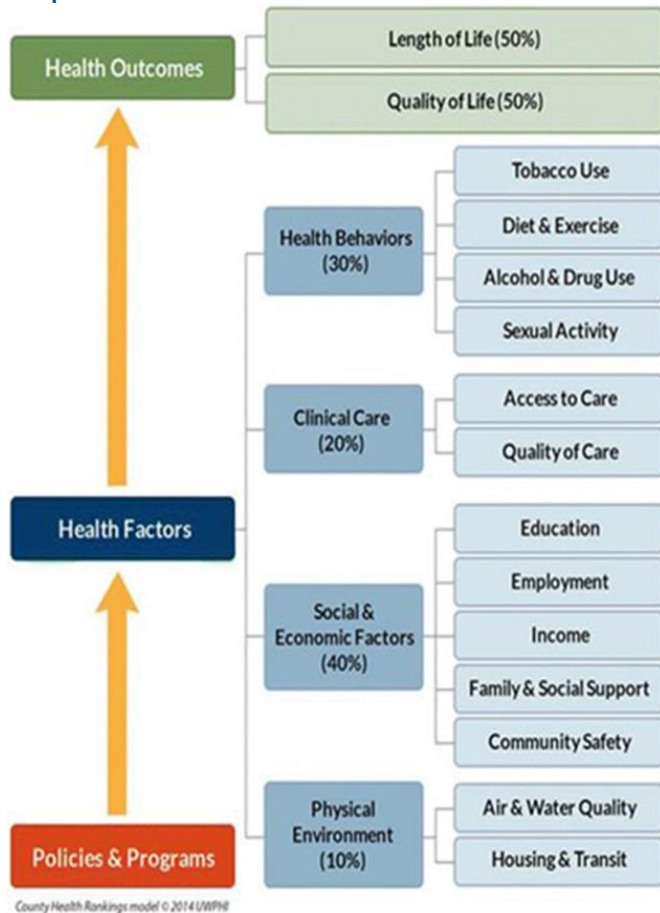 Health Outcomes
Length of Life (50%)
Quality of Life (50%)
Health Behaviors
(30%)
Tobacco Use
Diet & Exercise
Alcohol & Drug Use
Sexual Activity
Clinical Care
(20%)
Access to Care
Quality of Care
Health Factors
Social &
Economic Factors
(40%)
Education
Employment
Income
Family & Social Support
Community Safety
Physical
Environment
(10%)
Air & Water Quality
Housing & Transit
Policies & Programs
County Health Rankings model © 2014 UWPHI